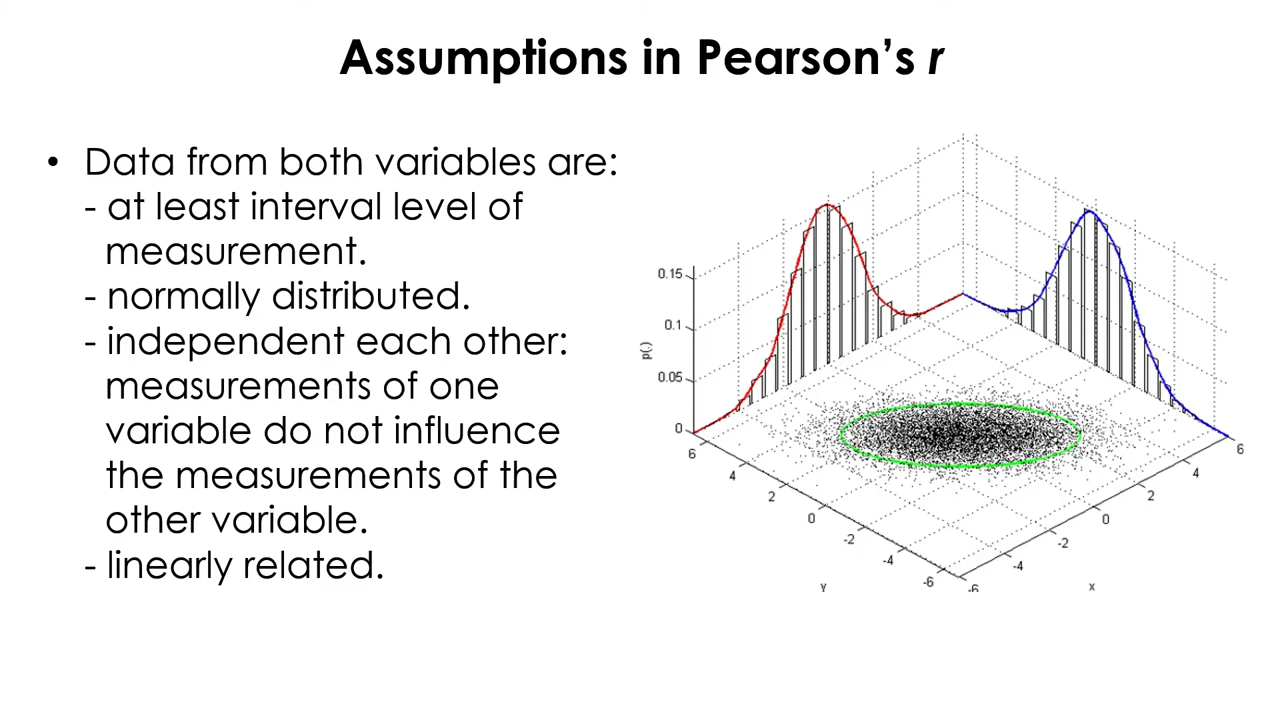 Assumptions in Pearson’s r
• Data from both variables are:
- at least interval level of
measurement.
- normally distributed.
- independent each other:
measurements of one
variable do not influence
the measurements of the
other variable.
- linearly related.
0.15
0.1
p(.)
0.05
0
6
4
2
0
-2
-4
-6
Y
-6
-4
-2
0
2
4
6
x